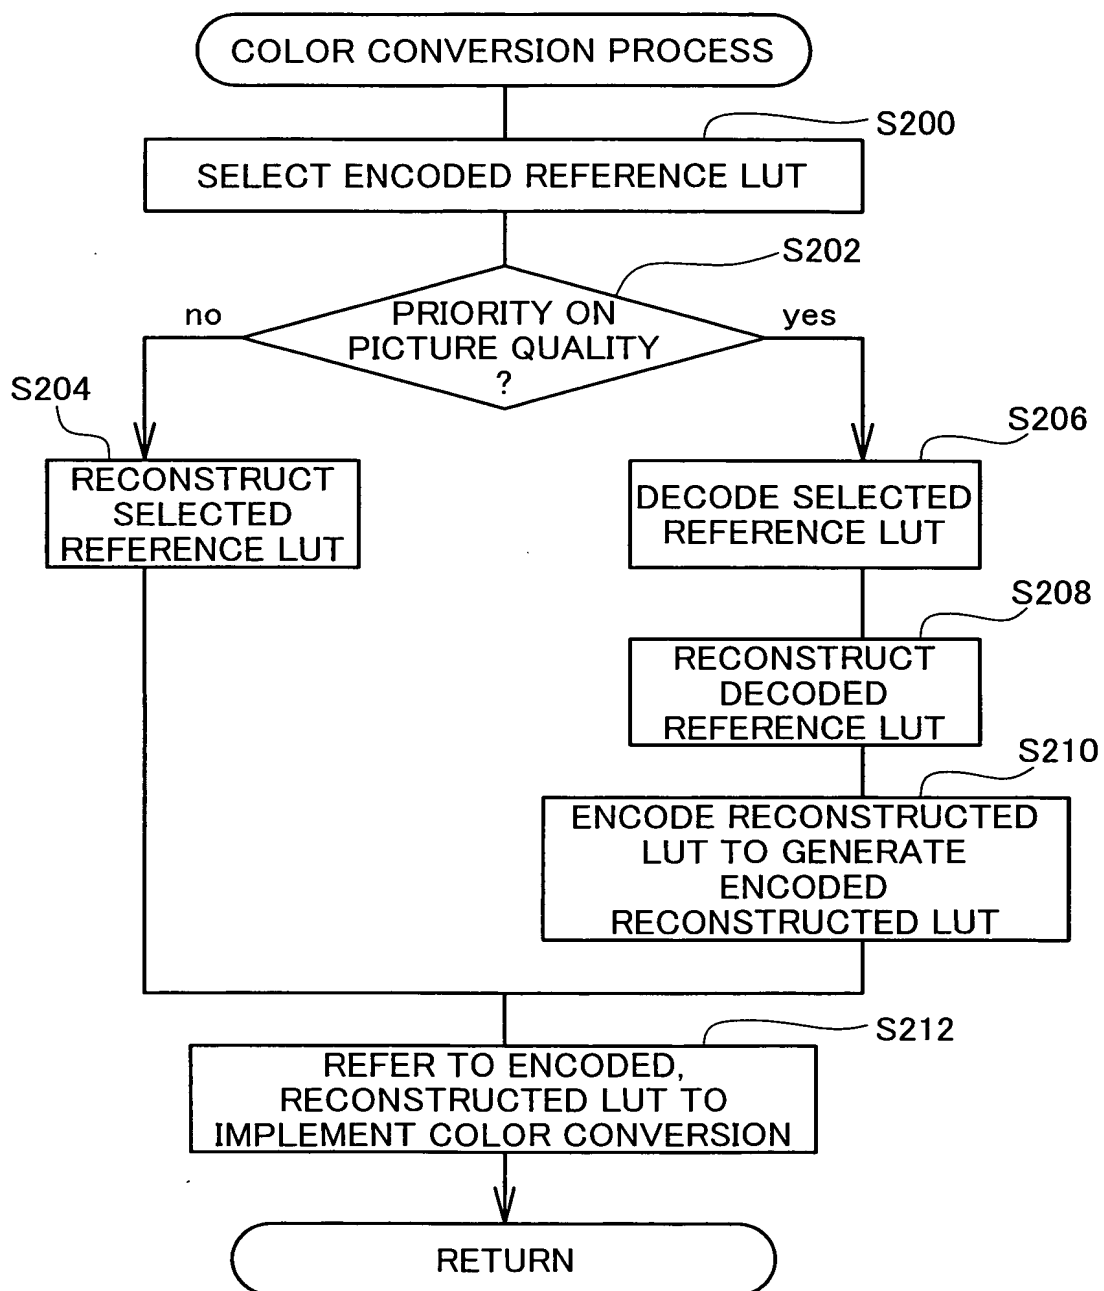 COLOR CONVERSION PROCESS
S200
SELECT ENCODED REFERENCE LUT
S202
PRIORITY ON
PICTURE QUALITY
?
no
yes
S204
RECONSTRUCT
SELECTED
REFERENCE LUT
S206
DECODE SELECTED
REFERENCE LUT
S208
RECONSTRUCT
DECODED
REFERENCE LUT
S210
ENCODE RECONSTRUCTED
LUT TO GENERATE
ENCODED
RECONSTRUCTED LUT
S212
REFER TO ENCODED,
RECONSTRUCTED LUT TO
IMPLEMENT COLOR CONVERSION
RETURN